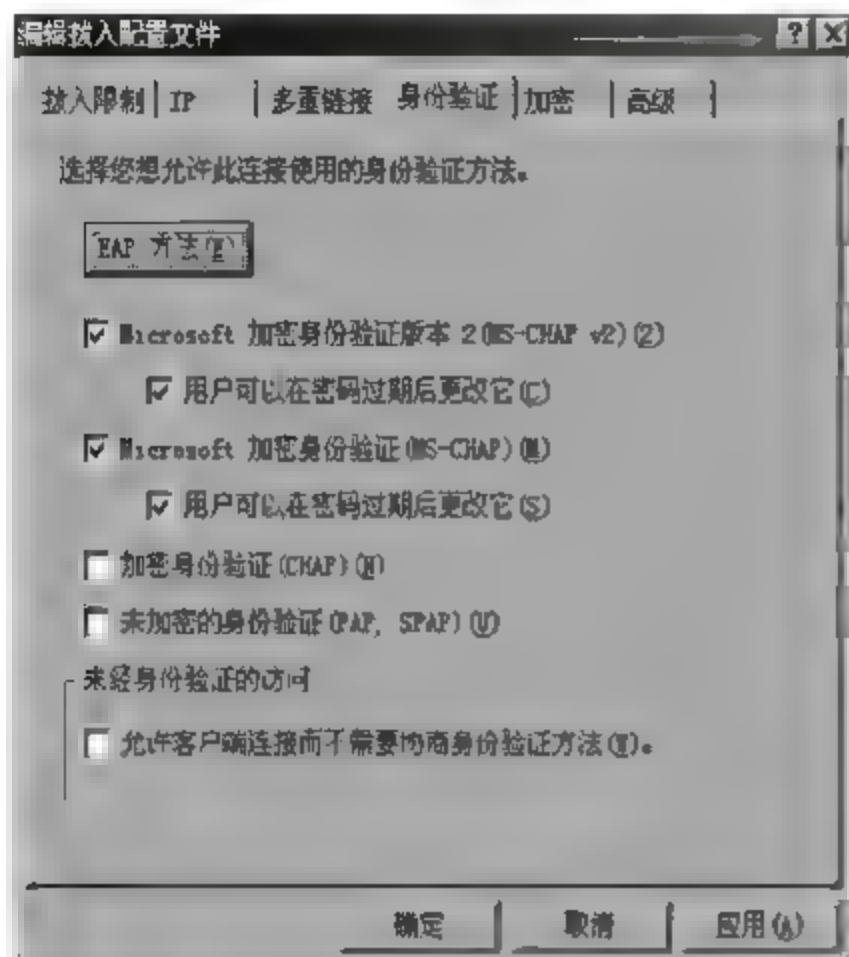 编辑拨入配置文件
拨入限制 IP 多重链接 身份验证 加密 高级
选择您想允许此连接使用的身份验证方法。
EAP 方法(E)
Microsoft 加密身份验证版本 2(MS-CHAP v2)(2)
用户可以在密码过期后更改它(C)
Microsoft 加密身份验证(MS-CHAP)(M)
用户可以在密码过期后更改它(S)
加密身份验证(CHAP)(H)
未加密的身份验证(PAP, SPAP)(U)
未经身份验证的访问
允许客户端连接而不需要协商身份验证方法(W)。
确定 取消 应用(A)